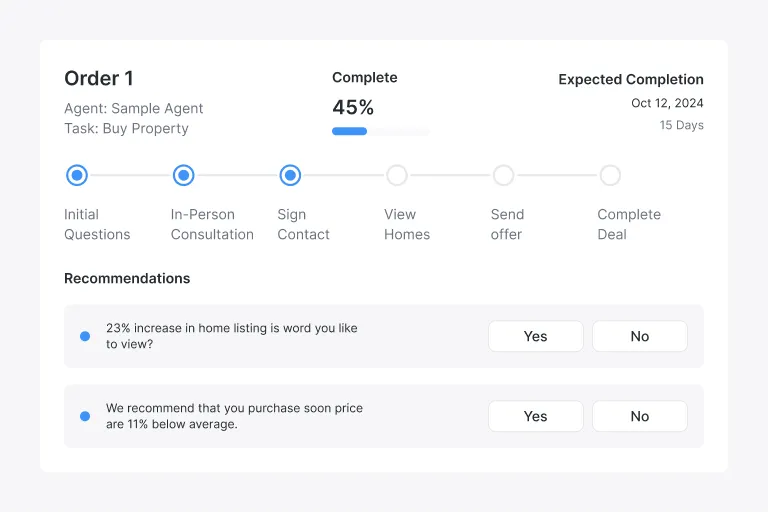 Order 1
Agent: Sample Agent
Task: Buy Property
Complete
45%
Expected Completion
Oct 12, 2024
15 Days
Initial
Questions
In-Person
Consultation
Sign
Contact
View
Homes
Send
offer
Complete
Deal
Recommendations
23% increase in home listing is word you like
to view?
Yes
No
We recommend that you purchase soon price
are 11% below average.
Yes
No